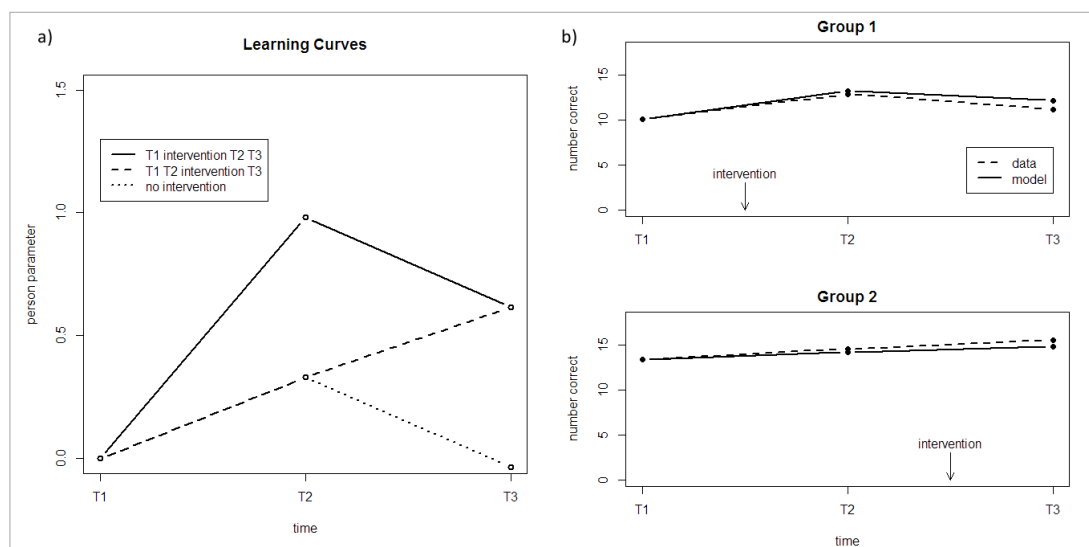 a)
Learning Curves
person parameter
1.5
1.0
0.5
0.0
T1 intervention T2 T3
T1 T2 intervention T3
no intervention
T1
T2
T3
time
b)
Group 1
number correct
15
10
5
0
intervention
data
model
T1
T2
T3
Group 2
number correct
15
10
5
0
intervention
T1
T2
T3
time